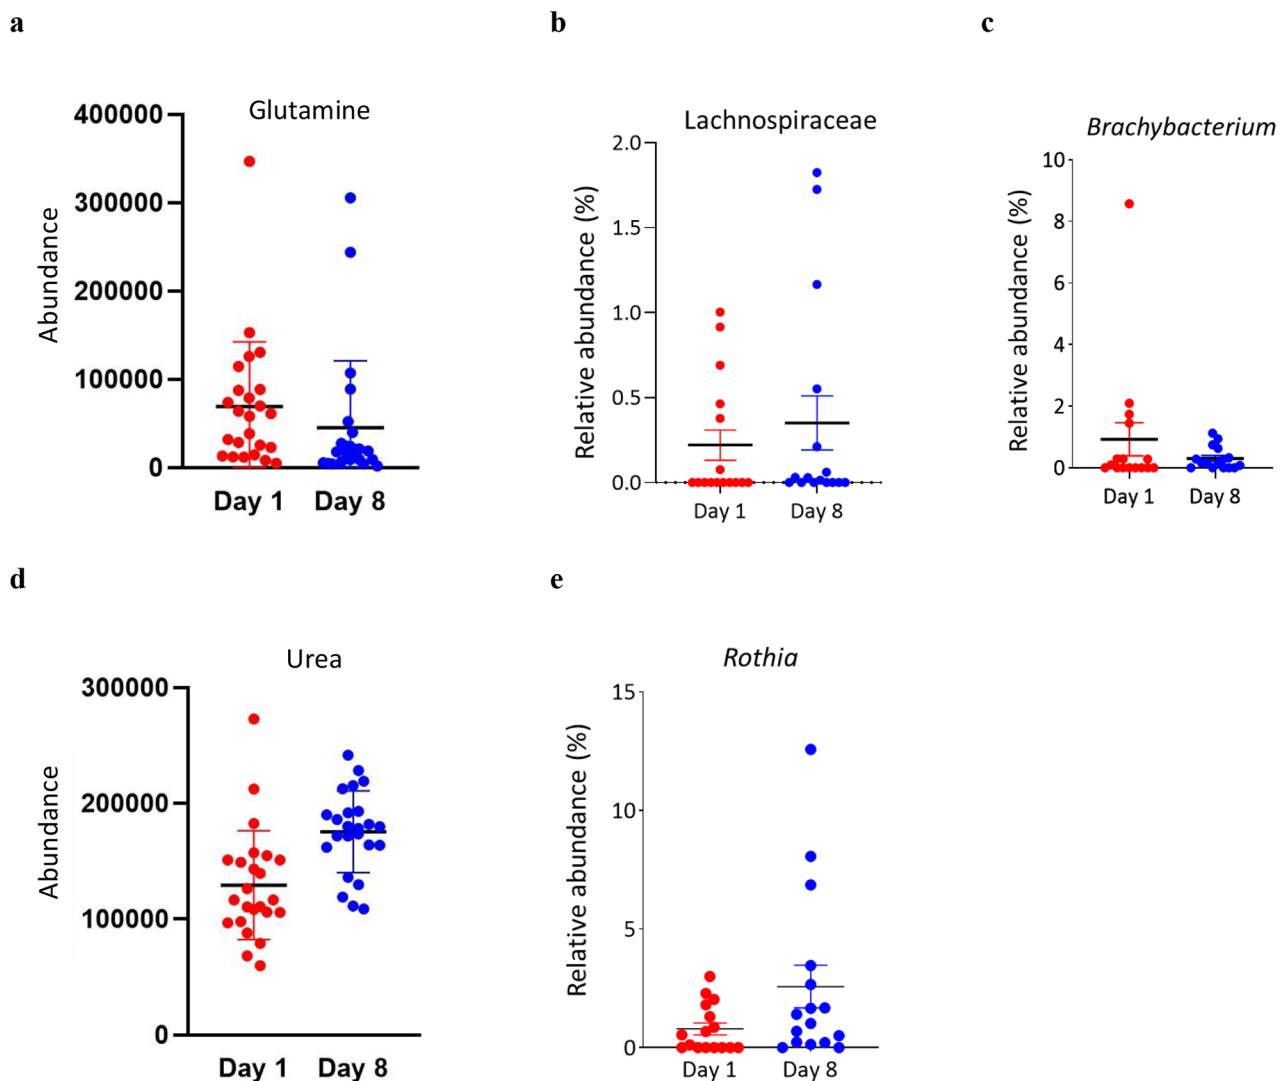 a
Glutamine
Abundance
400000
300000
200000
100000
0
Day 1 Day 8
b
Lachnospiraceae
Relative abundance (%)
2.0
1.5
1.0
0.5
0.0
Day 1 Day 8
c
Brachybacterium
Relative abundance (%)
10
8
6
4
2
0
Day 1 Day 8
d
Urea
Abundance
300000
200000
100000
0
Day 1 Day 8
e
Rothia
Relative abundance (%)
15
10
5
0
Day 1 Day 8